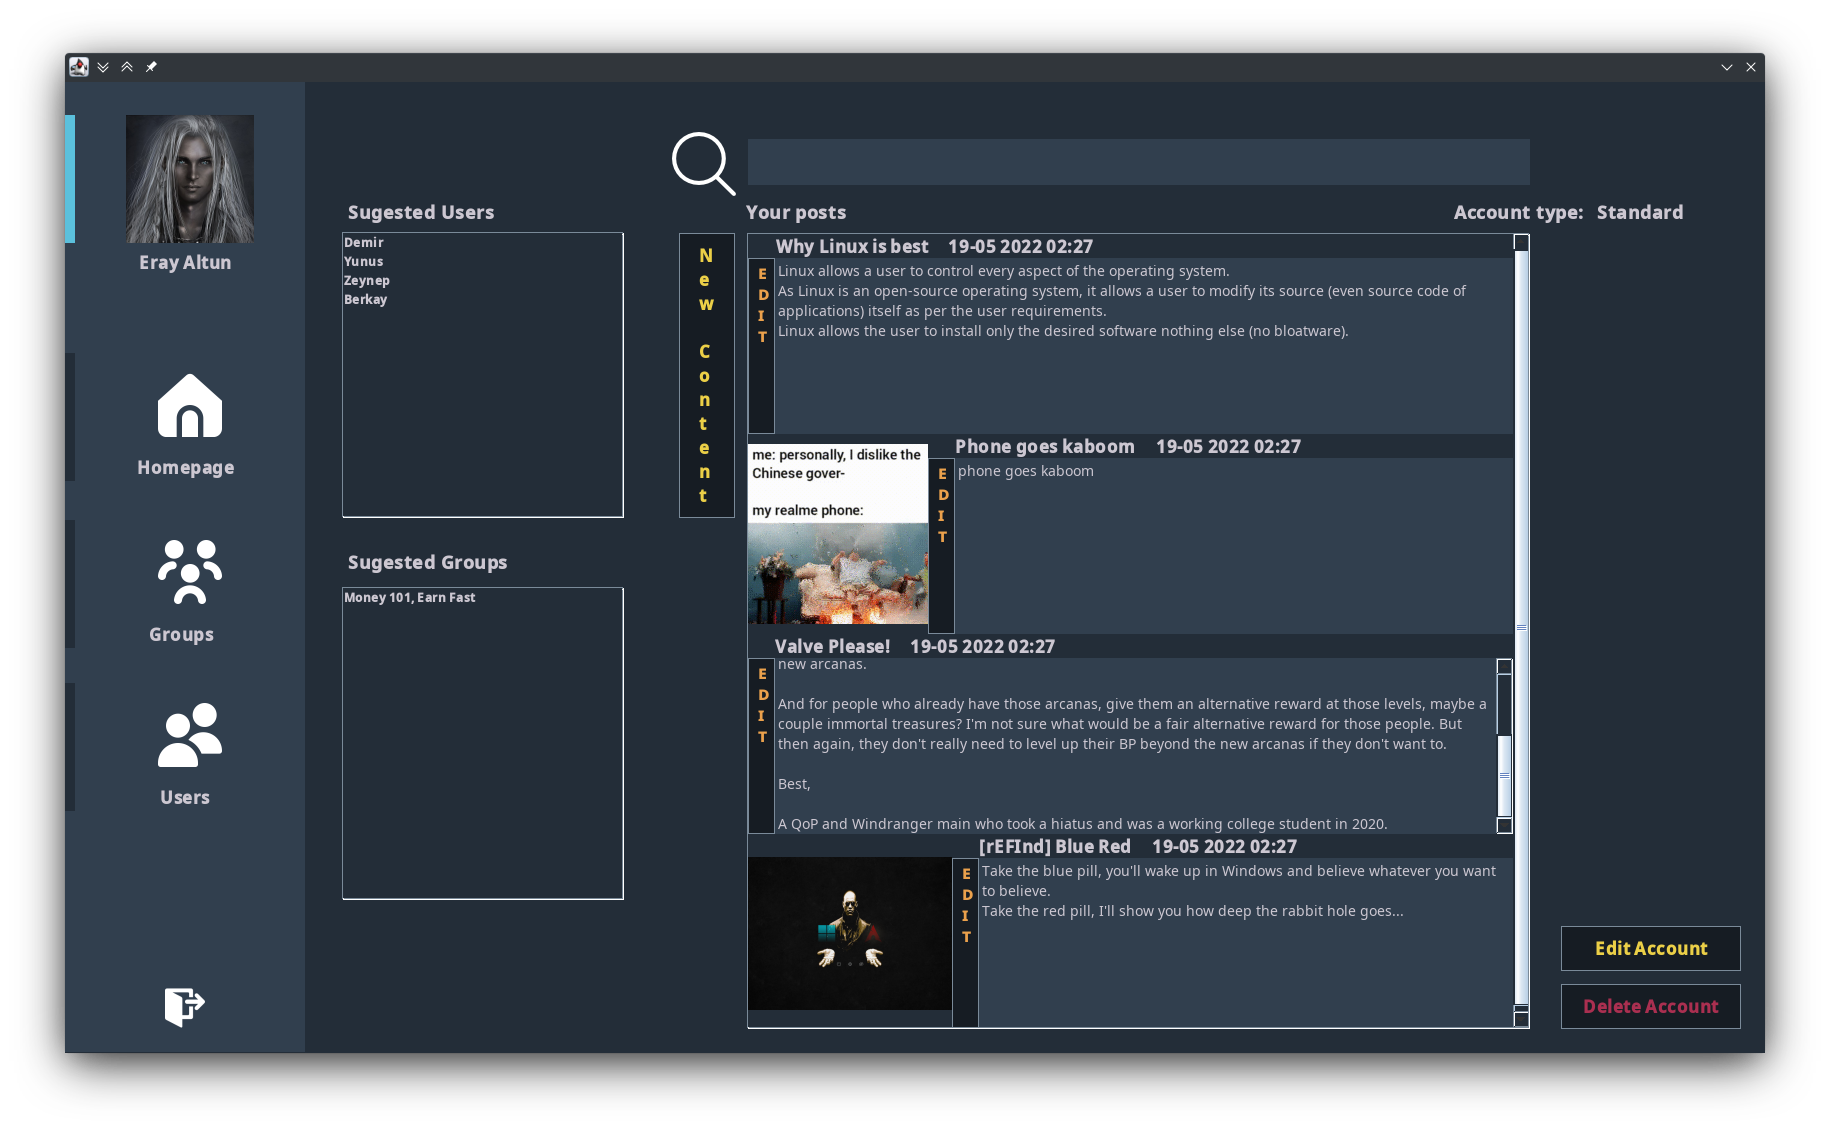 Eray Altun
Homepage
Groups
Users
Sugested Users
Demir
Yunus
Zeynep
Berkay
Sugested Groups
Money 101, Earn Fast
New Content
Your posts
Account type: Standard
Why Linux is best 19-05 2022 02:27
EDIT
Linux allows a user to control every aspect of the operating system.
As Linux is an open-source operating system, it allows a user to modify its source (even source code of
applications) itself as per the user requirements.
Linux allows the user to install only the desired software nothing else (no bloatware).
Phone goes kaboom 19-05 2022 02:27
me: personally, I dislike the
Chinese gover-
my realme phone:
EDIT
phone goes kaboom
Valve Please! 19-05 2022 02:27
EDIT
new arcanas.
And for people who already have those arcanas, give them an alternative reward at those levels, maybe a
couple immortal treasures? I'm not sure what would be a fair alternative reward for those people. But
then again, they don't really need to level up their BP beyond the new arcanas if they don't want to.
Best,
A QoP and Windranger main who took a hiatus and was a working college student in 2020.
[rEFInd] Blue Red 19-05 2022 02:27
EDIT
Take the blue pill, you'll wake up in Windows and believe whatever you want
to believe.
Take the red pill, I'll show you how deep the rabbit hole goes...
Edit Account
Delete Account